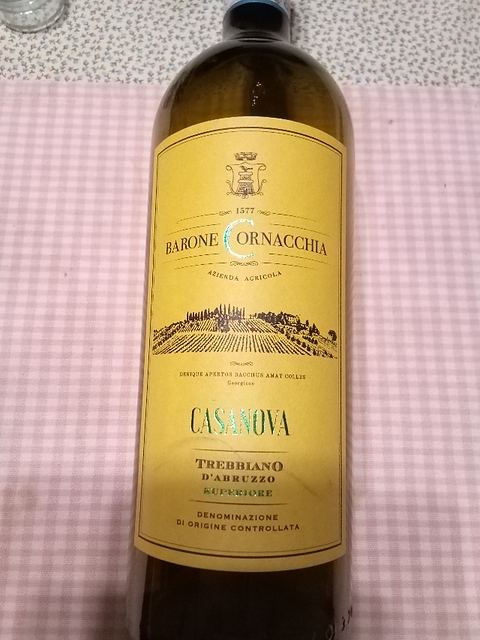 1577
BARONE CORNACCHIA
AZIENDA AGRICOLA
DENIQUE APERTOS BACCHUS AMAT COLLES
Georgicon
CASANOVA
TREBBIANO
D'ABRUZZO
SUPERIORE
DENOMINAZIONE
DI ORIGINE CONTROLLATA